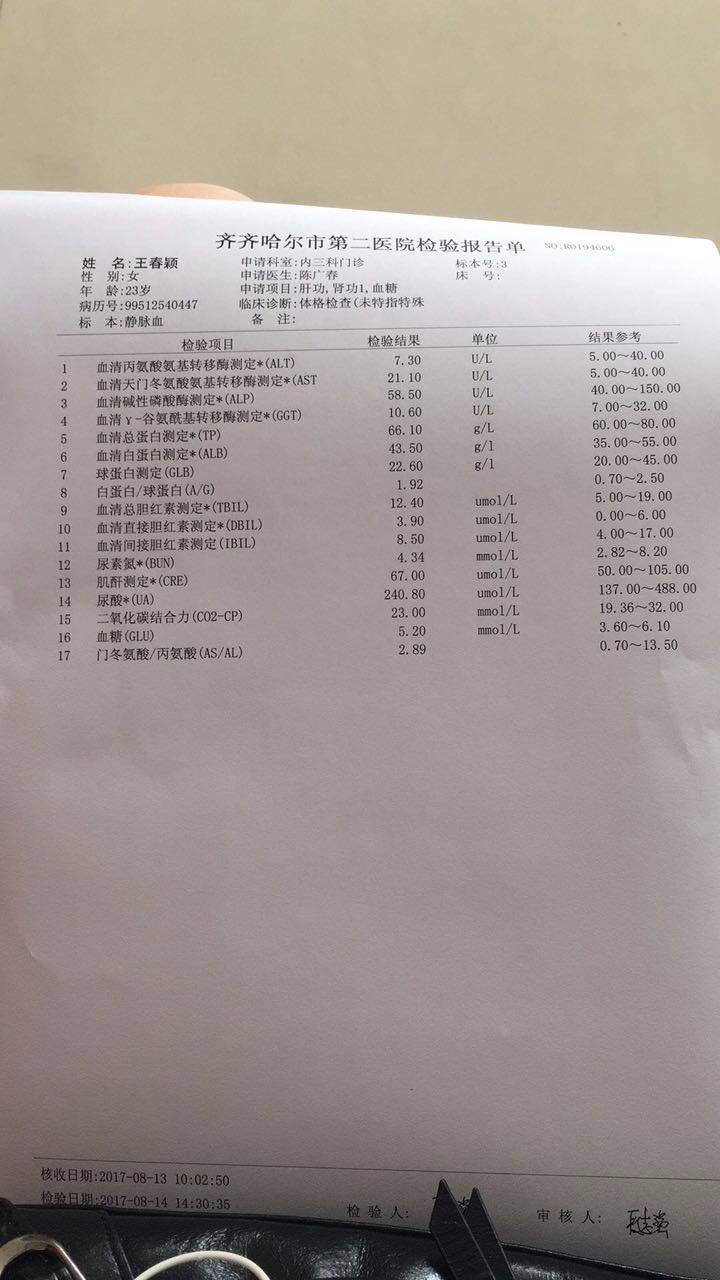 齐齐哈尔市第二医院检验报告单 NO:R0194606
姓 名:王春颖 申请科室:内三科门诊 标本号:3
性 别:女 申请医生:陈广春 床 号:
年 龄:23岁 申请项目:肝功,肾功1,血糖
病历号:99512540447 临床诊断:体格检查(未特指特殊
标 本:静脉血 备 注:
检验项目 检验结果 单位 结果参考
1 血清丙氨酸氨基转移酶测定*(ALT) 7.30 U/L 5.00～40.00
2 血清天门冬氨酸氨基转移酶测定*(AST 21.10 U/L 5.00～40.00
3 血清碱性磷酸酶测定*(ALP) 58.50 U/L 40.00～150.00
4 血清γ-谷氨酰基转移酶测定*(GGT) 10.60 U/L 7.00～32.00
5 血清总蛋白测定*(TP) 66.10 g/L 60.00～80.00
6 血清白蛋白测定*(ALB) 43.50 g/l 35.00～55.00
7 球蛋白测定(GLB) 22.60 g/l 20.00～45.00
8 白蛋白/球蛋白(A/G) 1.92 0.70～2.50
9 血清总胆红素测定*(TBIL) 12.40 umol/L 5.00～19.00
10 血清直接胆红素测定*(DBIL) 3.90 umol/L 0.00～6.00
11 血清间接胆红素测定(IBIL) 8.50 umol/L 4.00～17.00
12 尿素氮*(BUN) 4.34 mmol/L 2.82～8.20
13 肌酐测定*(CRE) 67.00 umol/L 50.00～105.00
14 尿酸*(UA) 240.80 umol/L 137.00～488.00
15 二氧化碳结合力(CO2-CP) 23.00 mmol/L 19.36～32.00
16 血糖(GLU) 5.20 mmol/L 3.60～6.10
17 门冬氨酸/丙氨酸(AS/AL) 2.89 0.70～13.50
核收日期:2017-08-13 10:02:50
检验日期:2017-08-14 14:30:35 检 验 人: 审 核 人: